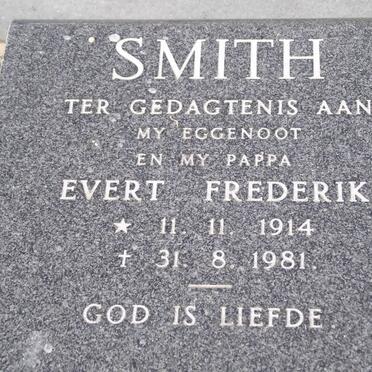 SMITH
TER GEDAGTENIS AAN
MY EGGENOOT
EN MY PAPPA
EVERT FREDERIK
★ 11. 11. 1914
† 31. 8. 1981.
GOD IS LIEFDE.